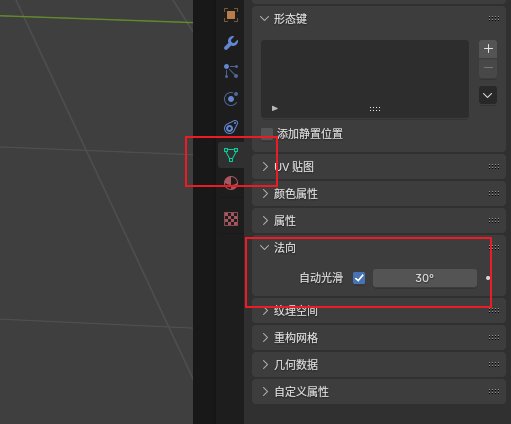 形态键
添加静置位置
UV 贴图
颜色属性
属性
法向
自动光滑 30°
纹理空间
重构网格
几何数据
自定义属性